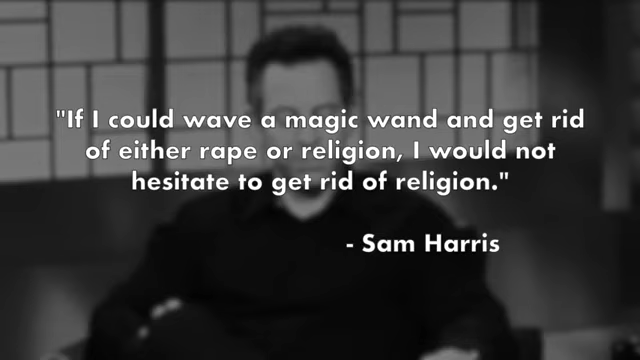 "If I could wave a magic wand and get rid
of either rape or religion, I would not
hesitate to get rid of religion."
- Sam Harris